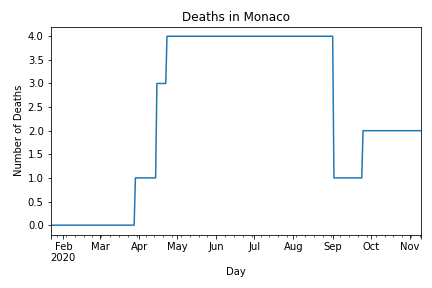 Deaths in Monaco
Number of Deaths
4.0
3.5
3.0
2.5
2.0
1.5
1.0
0.5
0.0
Feb Mar Apr May Jun Jul Aug Sep Oct Nov
2020
Day